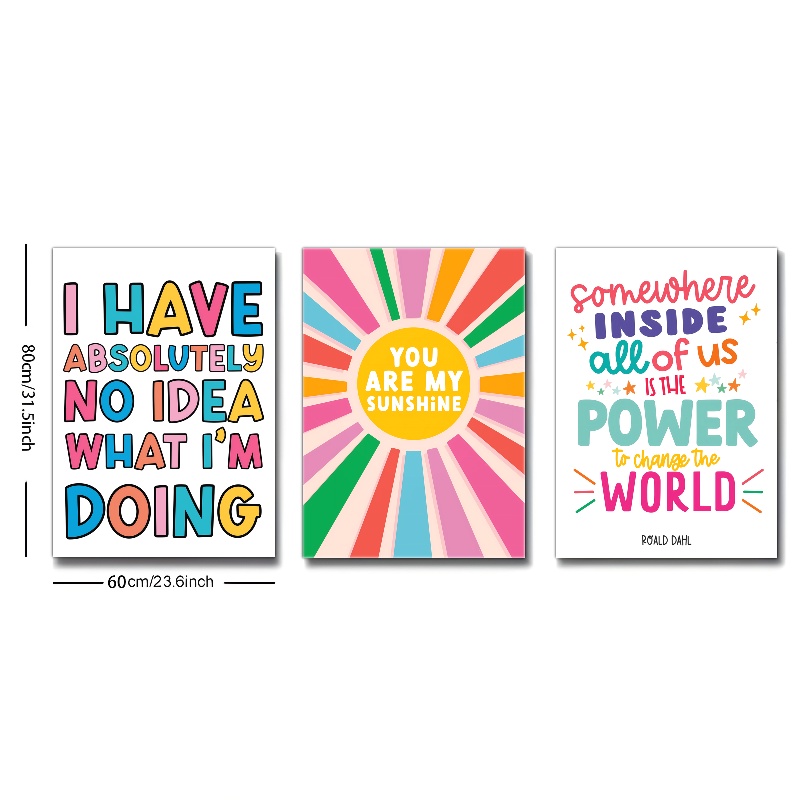 80cm/31.5inch
I HAVE
ABSOLUTELY
NO IDEA
WHAT I'M
DOING
60cm/23.6inch
YOU
ARE MY
SUNSHiNE
somewhere
INSIDE
all of us
IS THE
POWER
to change the
WORLD
ROALD DAHL